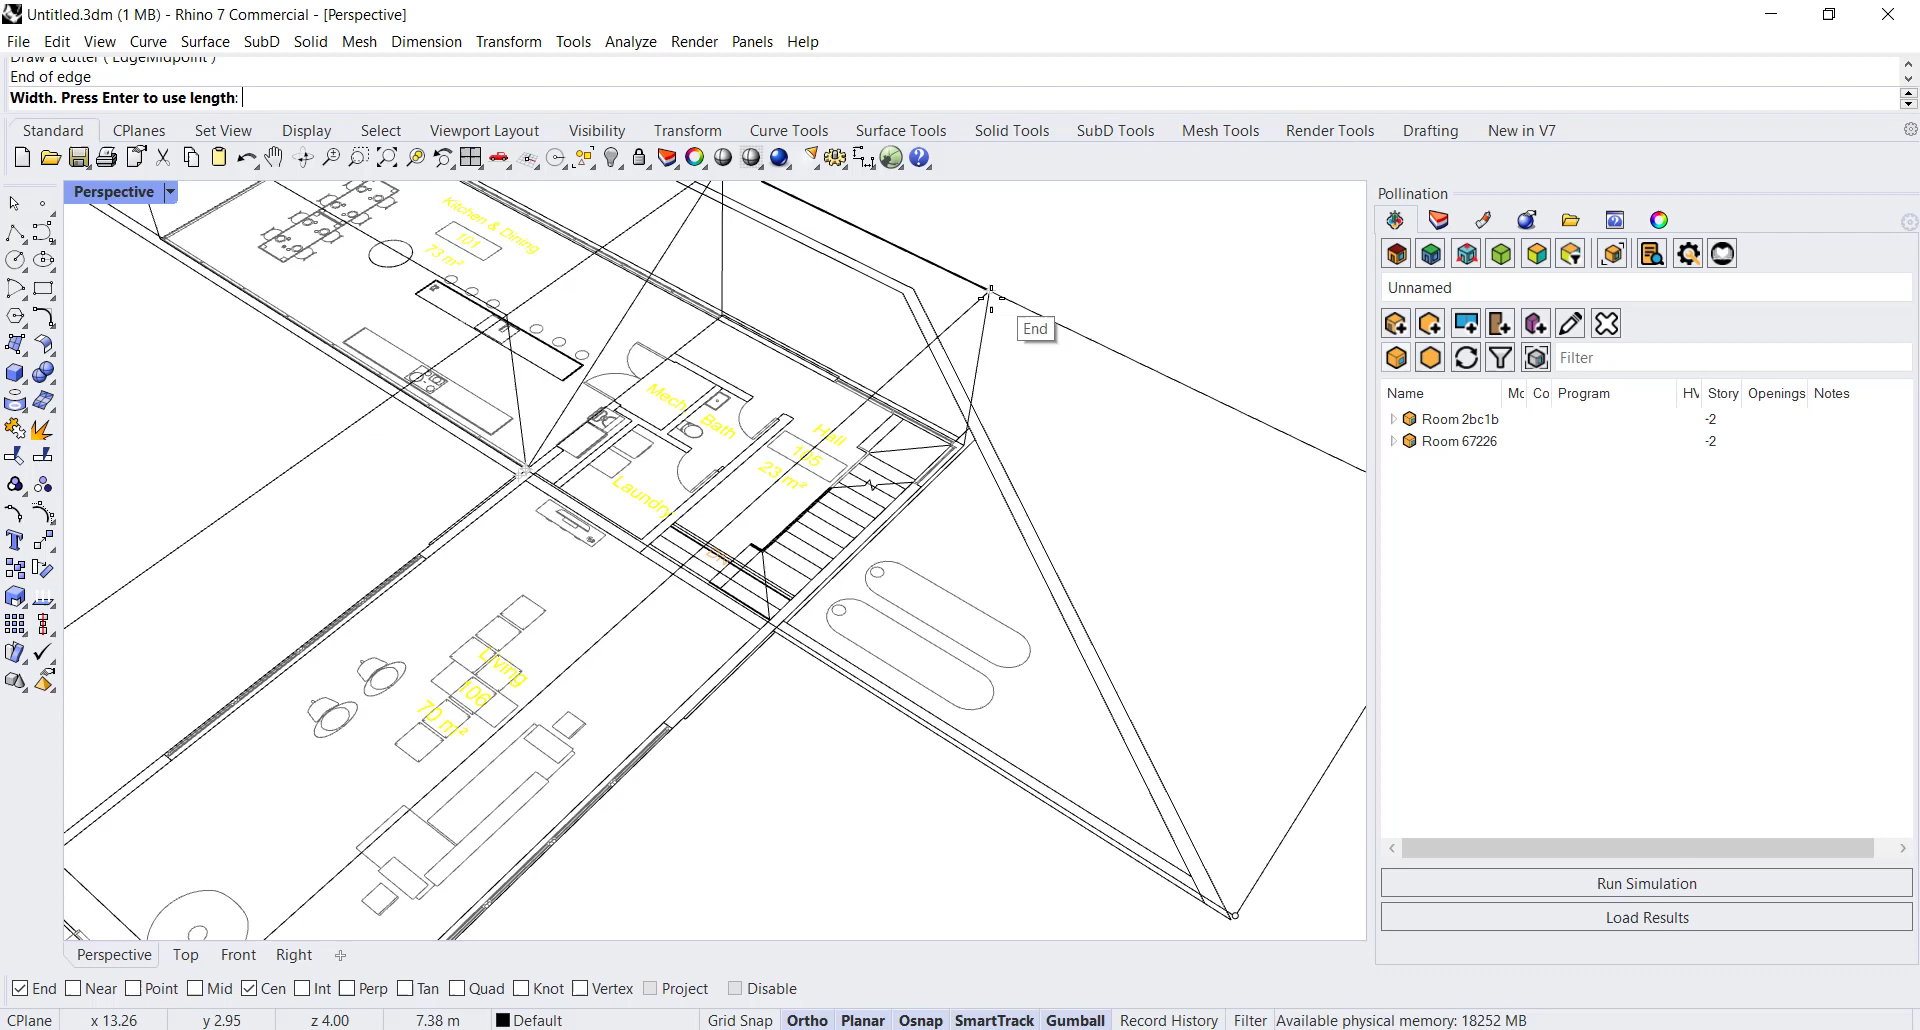 Untitled.3dm (1 MB) - Rhino 7 Commercial - [Perspective]
File Edit View Curve Surface SubD Solid Mesh Dimension Transform Tools Analyze Render Panels Help
Draw a cutter ( EdgeMidpoint )
End of edge
Width. Press Enter to use length:
Standard CPlanes Set View Display Select Viewport Layout Visibility Transform Curve Tools Surface Tools Solid Tools SubD Tools Mesh Tools Render Tools Drafting New in V7
Perspective
Pollination
Unnamed
Filter
Name Mc Co Program HV Story Openings Notes
Room 2bc1b -2
Room 67226 -2
Kitchen & Dining
101
73 m²
End
Mech
Bath
Hall
105
23 m²
Laundry
Living
106
70 m²
Run Simulation
Load Results
Perspective Top Front Right
End Near Point Mid Cen Int Perp Tan Quad Knot Vertex Project Disable
CPlane x 13.26 y 2.95 z 4.00 7.38 m Default Grid Snap Ortho Planar Osnap SmartTrack Gumball Record History Filter Available physical memory: 18252 MB